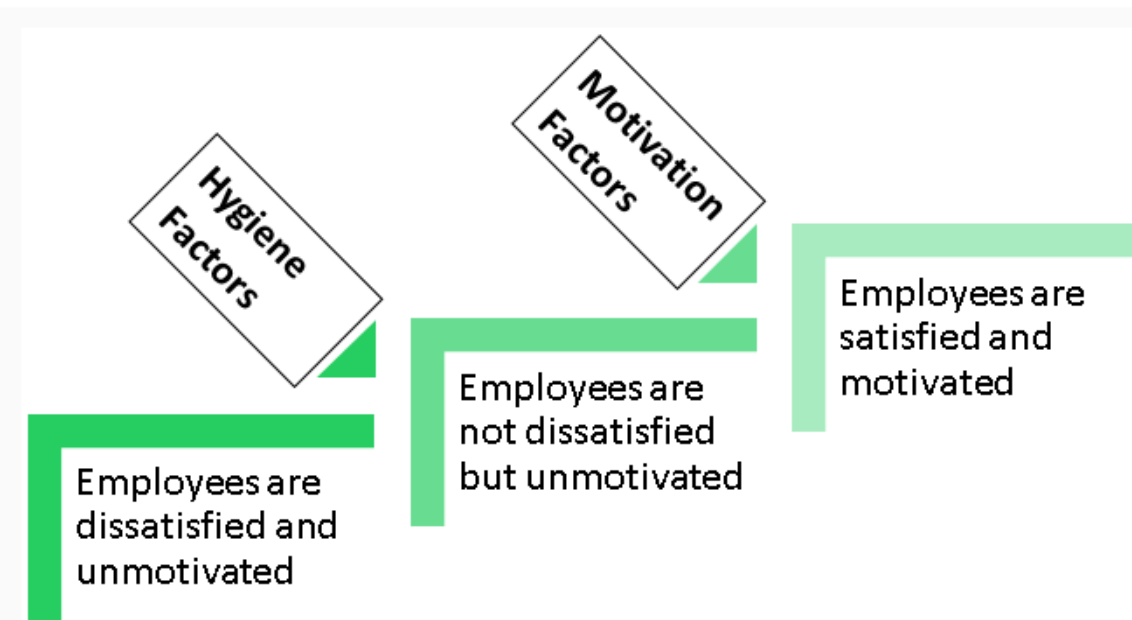 Hygiene
Factors
Motivation
Factors
Employees are
dissatisfied and
unmotivated
Employees are
not dissatisfied
but unmotivated
Employees are
satisfied and
motivated